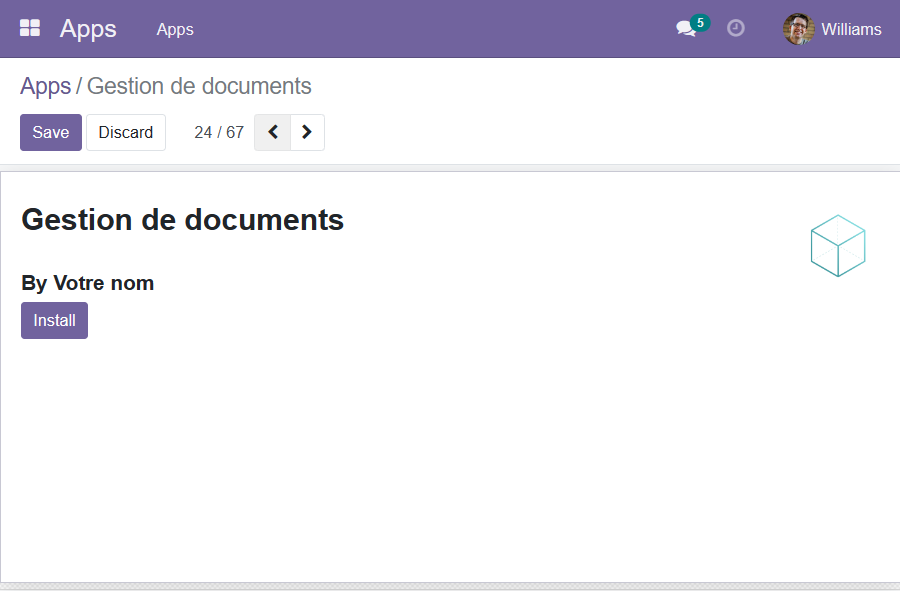 Apps Apps 5 Williams
Apps / Gestion de documents
Save Discard 24 / 67
Gestion de documents
By Votre nom
Install